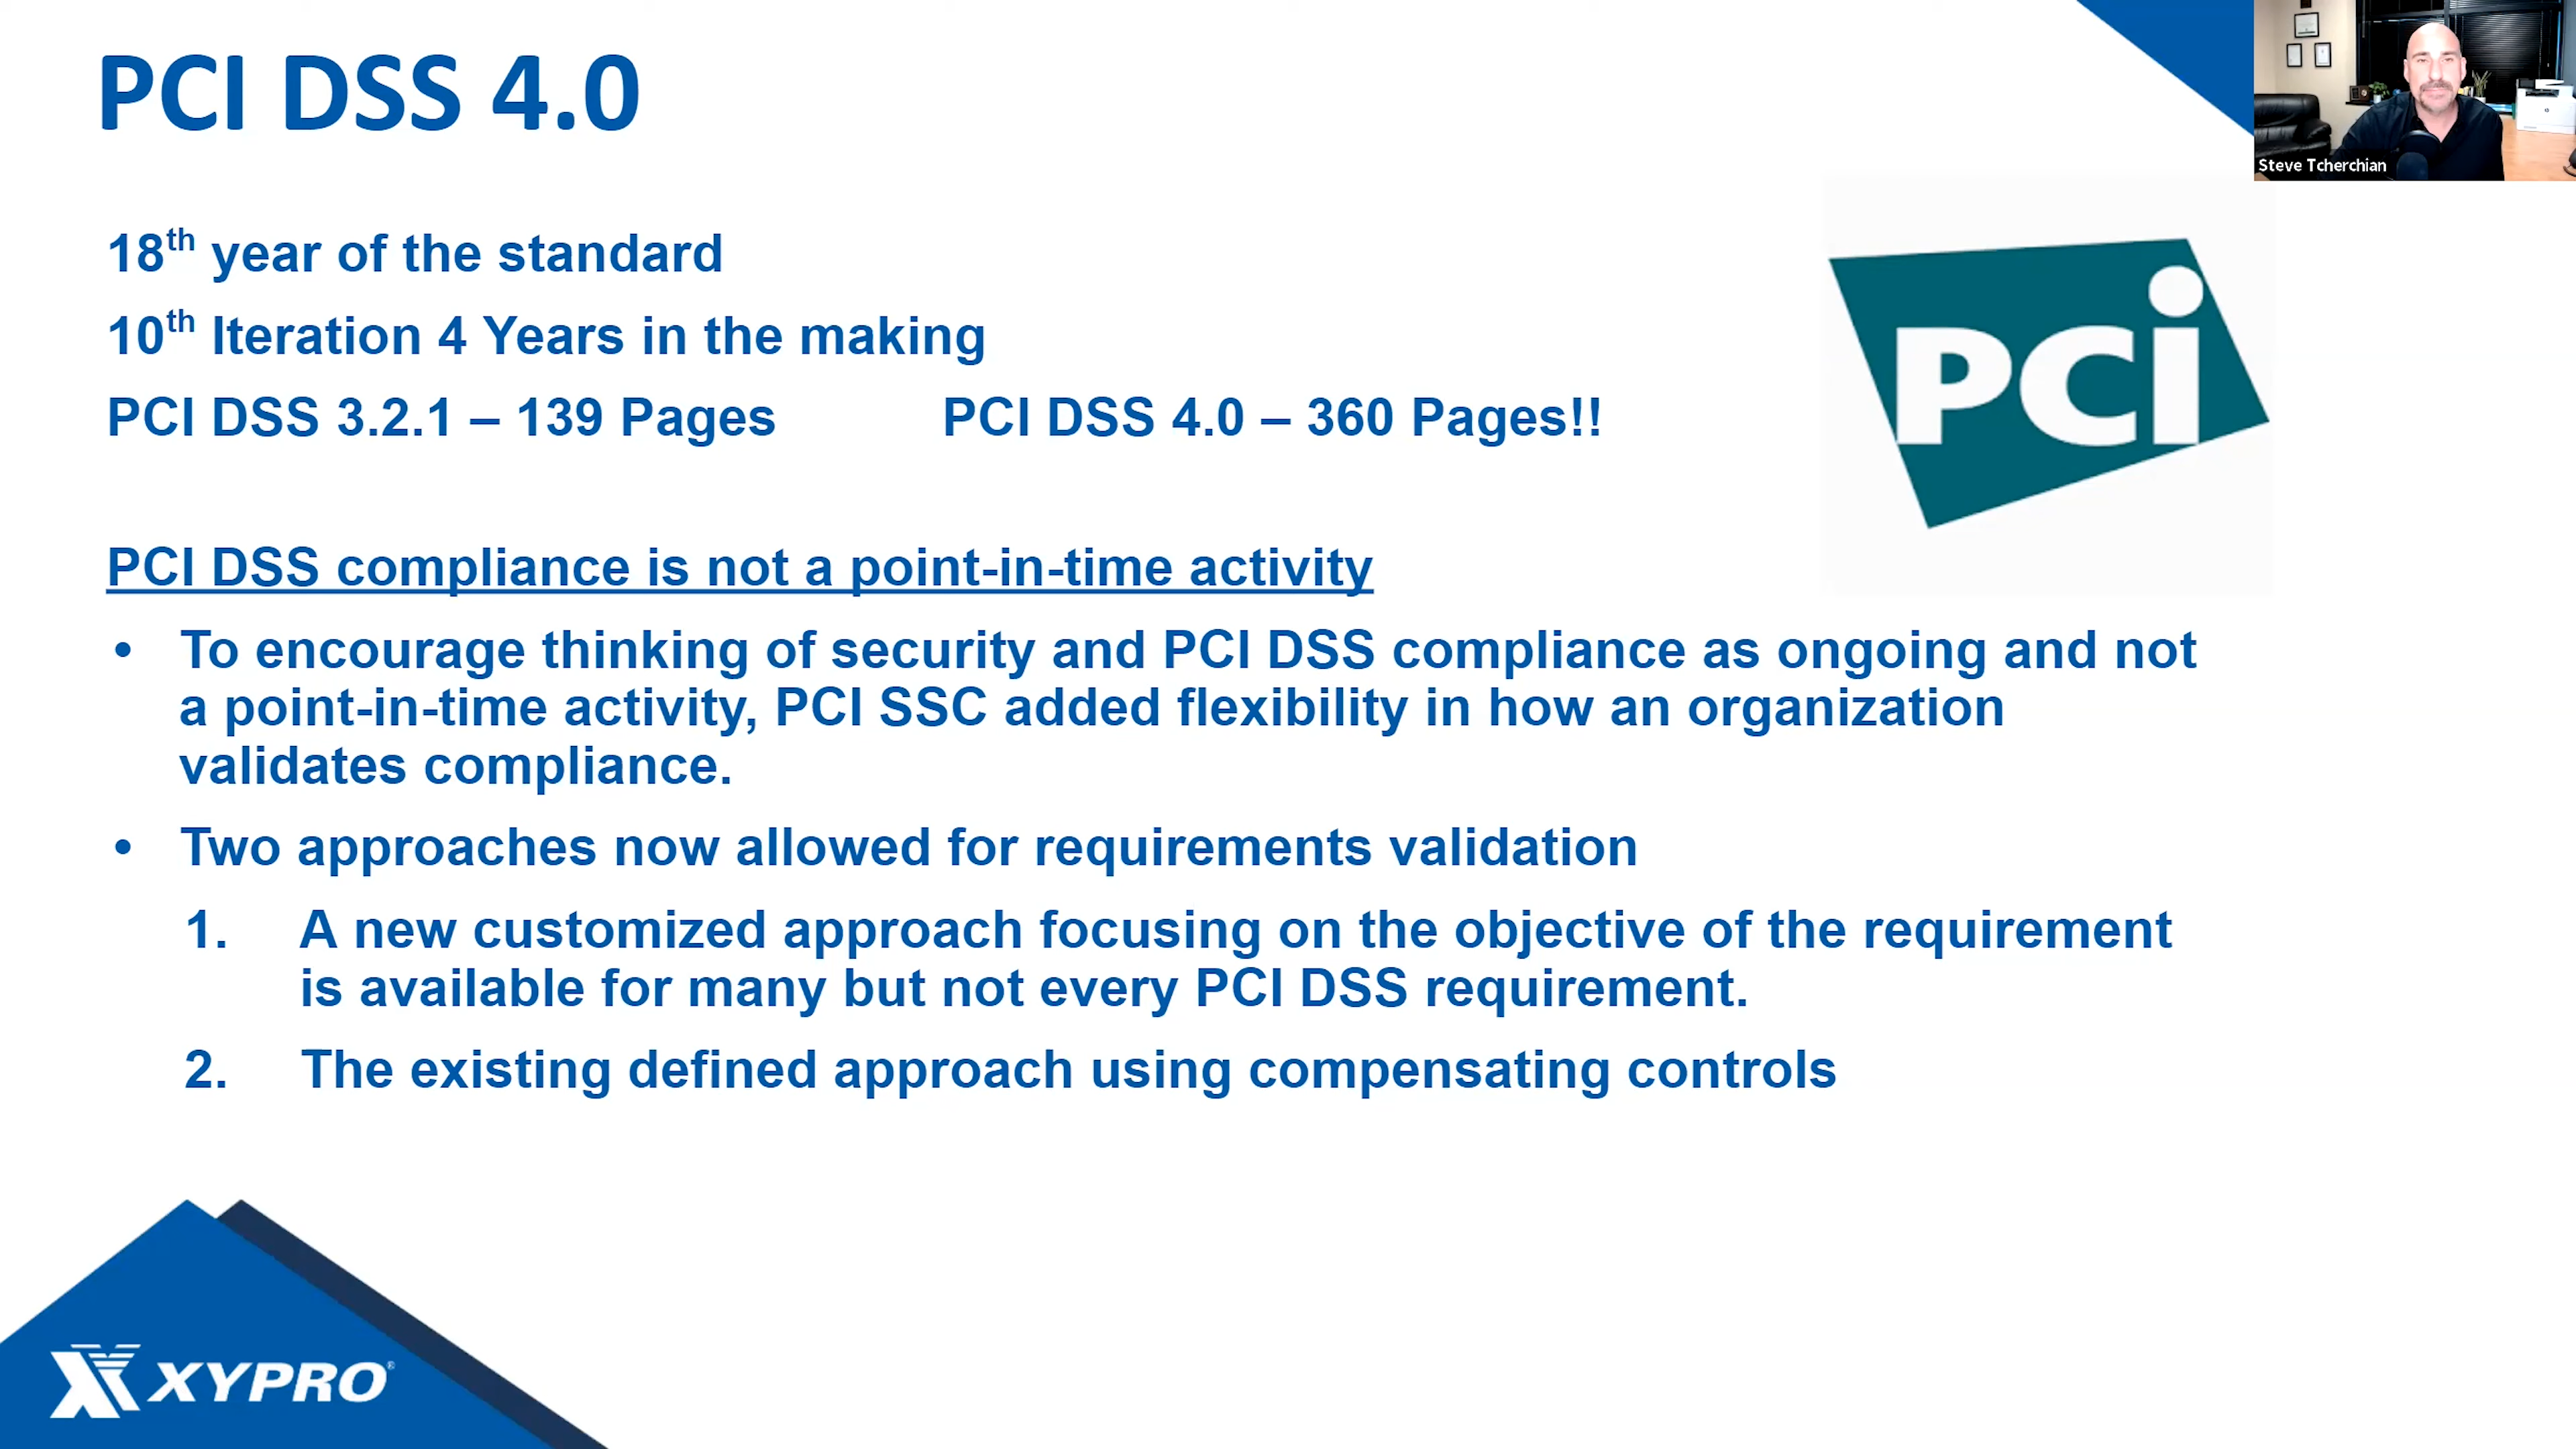 PCI DSS 4.0
Steve Tcherchian
18th year of the standard
10th Iteration 4 Years in the making
PCI DSS 3.2.1 – 139 Pages PCI DSS 4.0 – 360 Pages!!
PCi
PCI DSS compliance is not a point-in-time activity
• To encourage thinking of security and PCI DSS compliance as ongoing and not
a point-in-time activity, PCI SSC added flexibility in how an organization
validates compliance.
• Two approaches now allowed for requirements validation
1. A new customized approach focusing on the objective of the requirement
is available for many but not every PCI DSS requirement.
2. The existing defined approach using compensating controls
XYPRO®